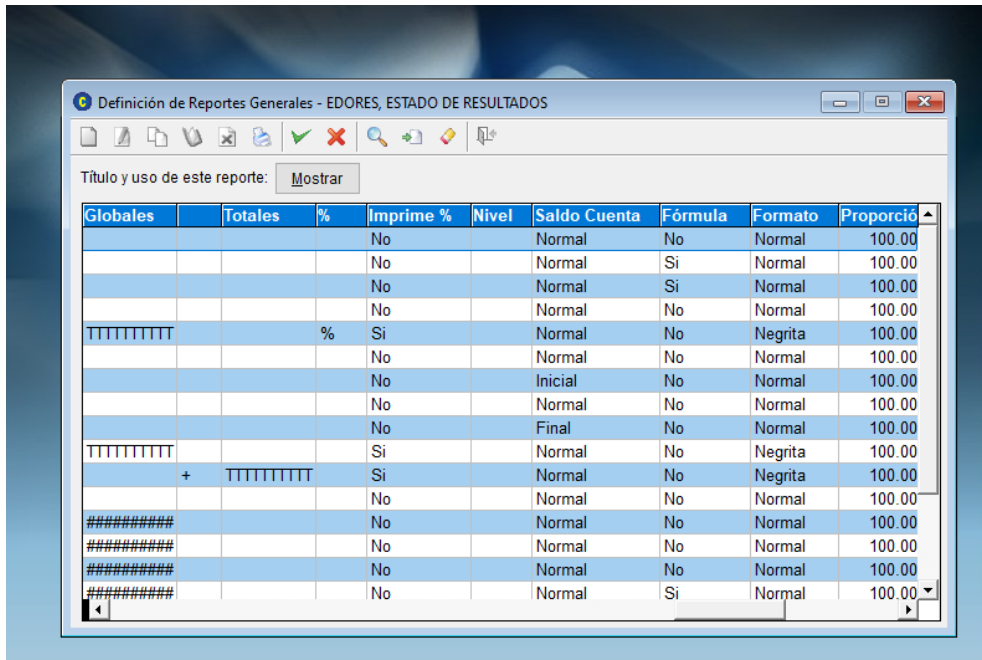 Definición de Reportes Generales - EDORES, ESTADO DE RESULTADOS
Título y uso de este reporte: Mostrar
Globales Totales % Imprime % Nivel Saldo Cuenta Fórmula Formato Proporció
No Normal No Normal 100.00
No Normal Si Normal 100.00
No Normal Si Normal 100.00
No Normal No Normal 100.00
TTTTTTTTTT % Si Normal No Negrita 100.00
No Normal No Normal 100.00
No Inicial No Normal 100.00
No Normal No Normal 100.00
No Final No Normal 100.00
TTTTTTTTTT Si Normal No Negrita 100.00
+ TTTTTTTTTT Si Normal No Negrita 100.00
No Normal No Normal 100.00
########## No Normal No Normal 100.00
########## No Normal No Normal 100.00
########## No Normal No Normal 100.00
########## No Normal Si Normal 100.00